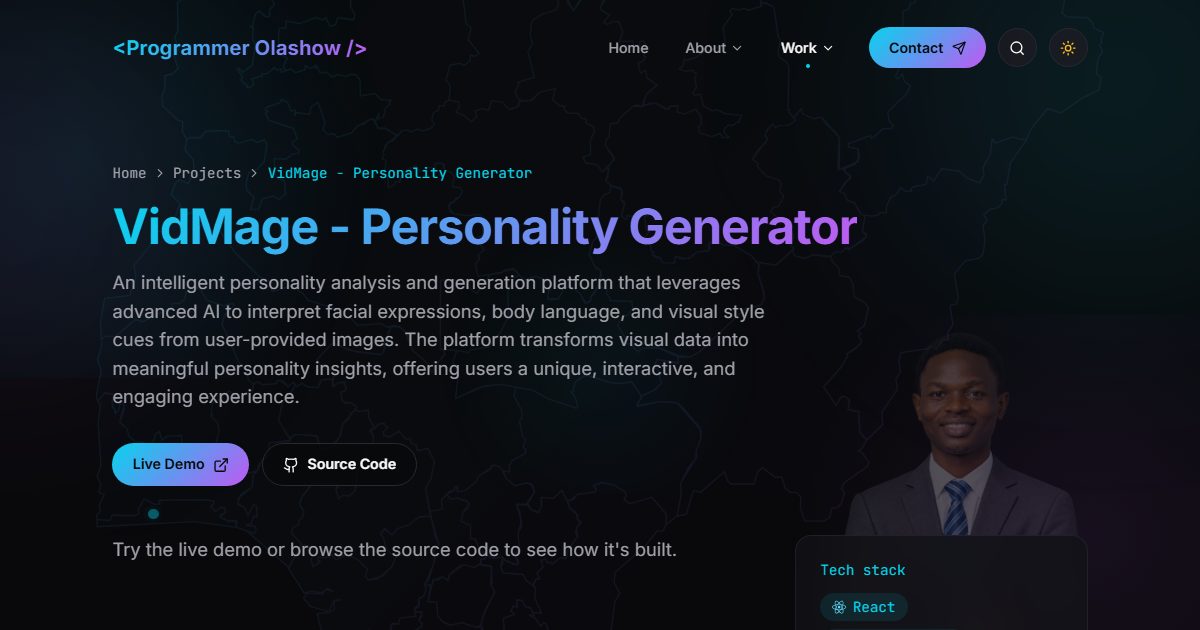 <Programmer Olashow />
Home
About
Work
Contact
Home > Projects > VidMage - Personality Generator
VidMage - Personality Generator
An intelligent personality analysis and generation platform that leverages
advanced AI to interpret facial expressions, body language, and visual style
cues from user-provided images. The platform transforms visual data into
meaningful personality insights, offering users a unique, interactive, and
engaging experience.
Live Demo
Source Code
Try the live demo or browse the source code to see how it's built.
Tech stack
React